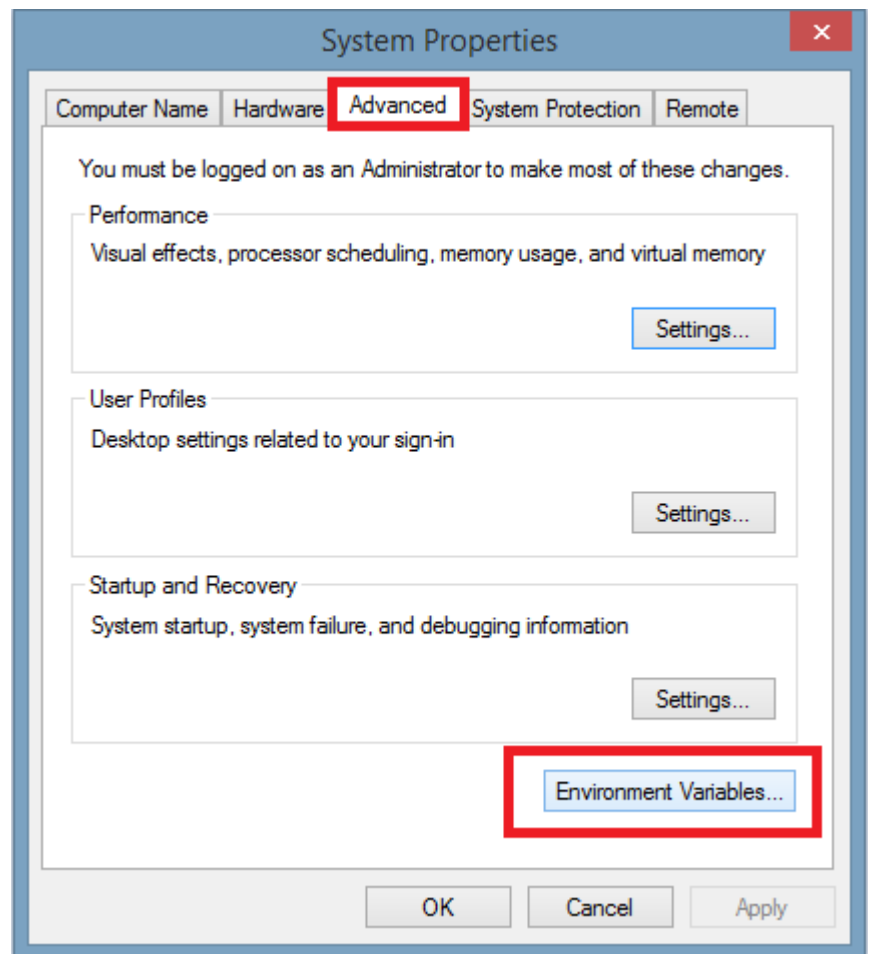 System Properties
Computer Name
Hardware
Advanced
System Protection
Remote
You must be logged on as an Administrator to make most of these changes.
Performance
Visual effects, processor scheduling, memory usage, and virtual memory
Settings...
User Profiles
Desktop settings related to your sign-in
Settings...
Startup and Recovery
System startup, system failure, and debugging information
Settings...
Environment Variables...
OK
Cancel
Apply